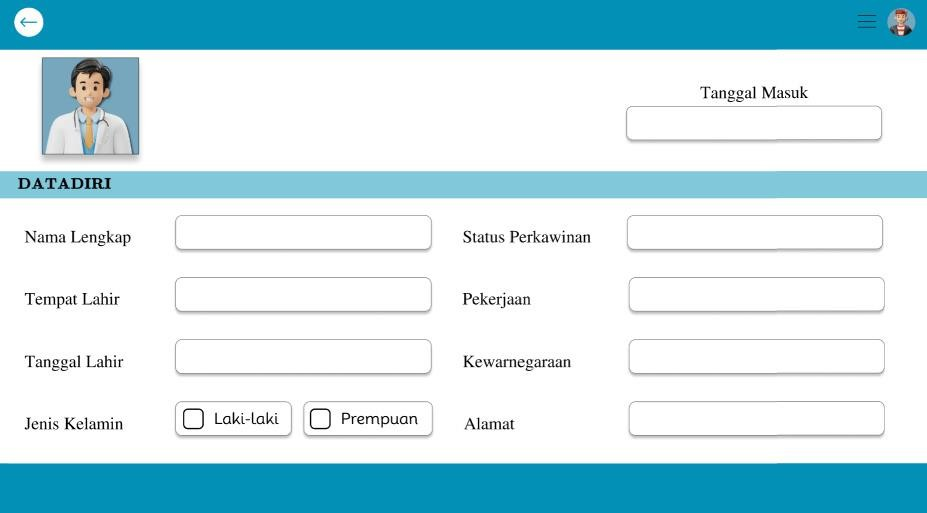 Tanggal Masuk
DATADIRI
Nama Lengkap
Status Perkawinan
Tempat Lahir
Pekerjaan
Tanggal Lahir
Kewarnegaraan
Jenis Kelamin
Laki-laki
Prempuan
Alamat